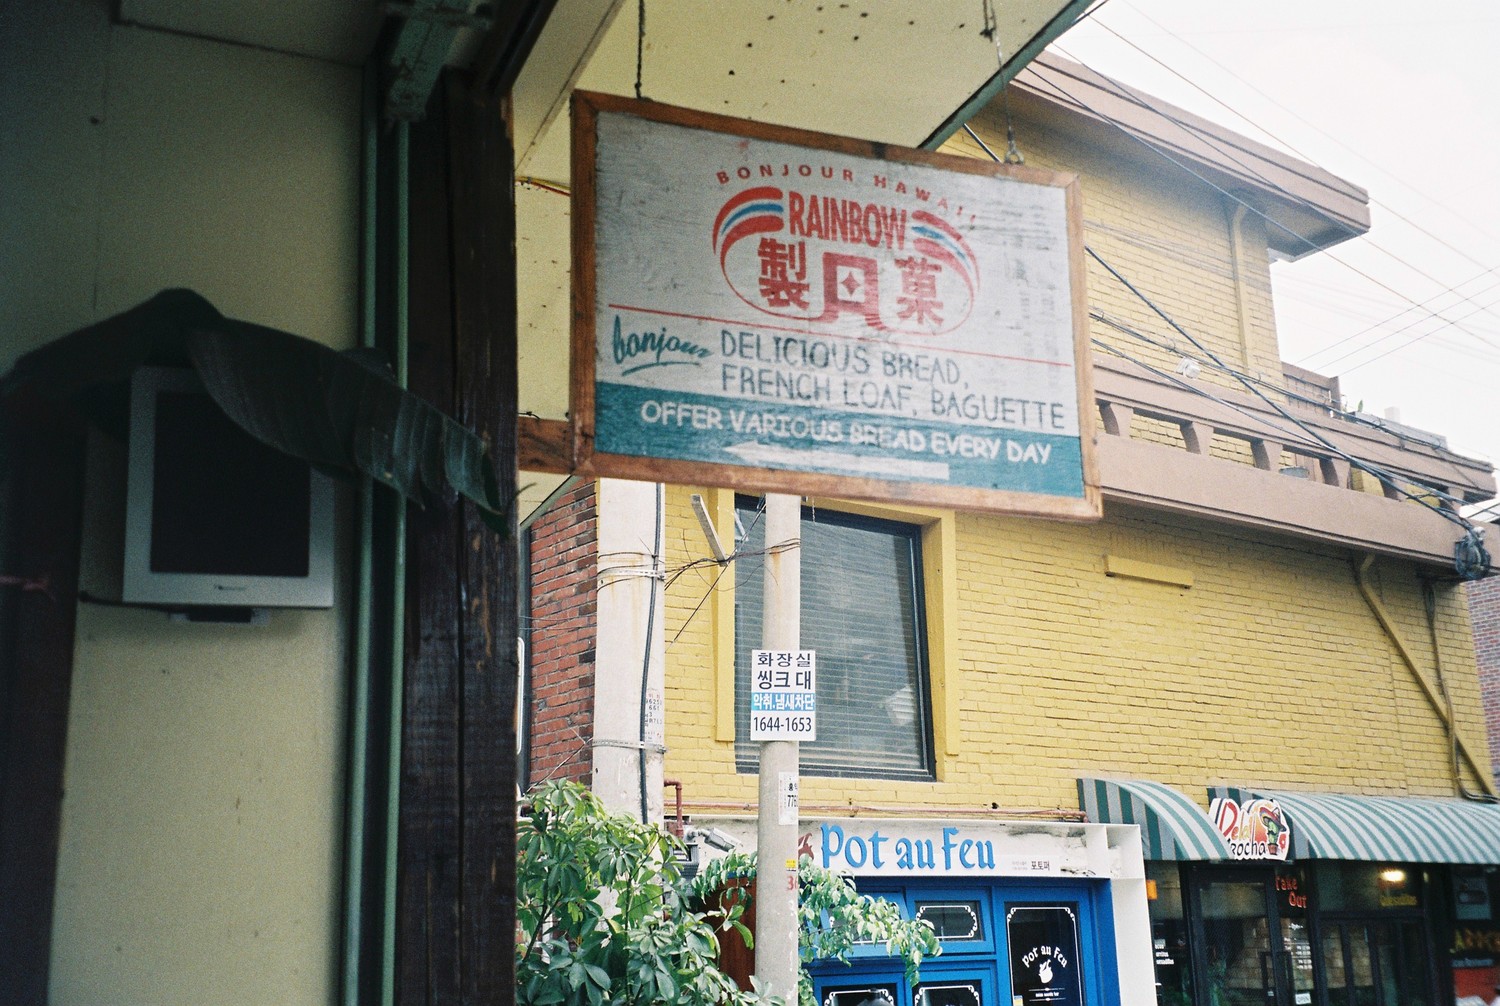 BONJOUR HAWAII
RAINBOW
製 菓
bonjour
DELICIOUS BREAD,
FRENCH LOAF, BAGUETTE
OFFER VARIOUS BREAD EVERY DAY
화장실
씽크대
악취.냄새차단
1644-1653
Pot au Feu
포토퍼
Pot au Feu
Take
Out